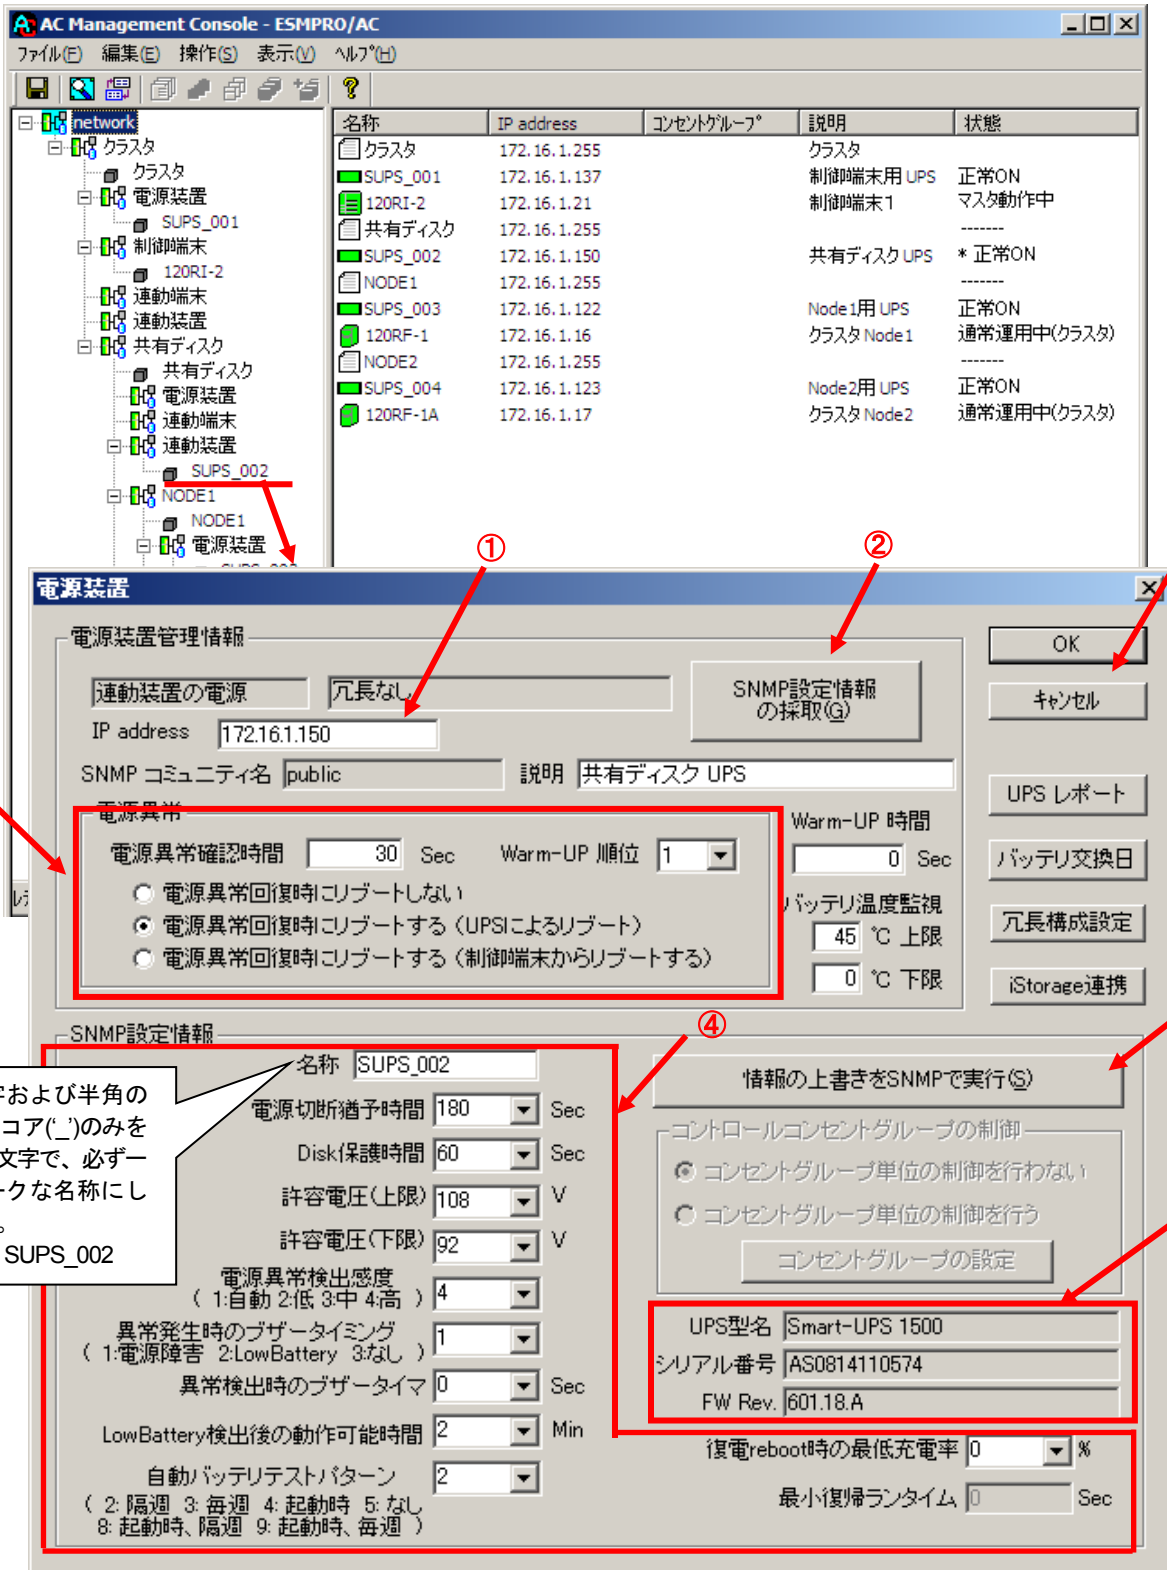 AC Management Console - ESMPRO/AC
ファイル(F) 編集(E) 操作(S) 表示(V) ヘルプ(H)
network
クラスタ
クラスタ
電源装置
SUPS_001
制御端末
120RI-2
連動端末
連動装置
共有ディスク
共有ディスク
電源装置
連動端末
連動装置
SUPS_002
NODE1
NODE1
電源装置
名称 IP address コンセントグループ 説明 状態
クラスタ 172.16.1.255 クラスタ
SUPS_001 172.16.1.137 制御端末用 UPS 正常ON
120RI-2 172.16.1.21 制御端末1 マスタ動作中
共有ディスク 172.16.1.255 -------
SUPS_002 172.16.1.150 共有ディスク UPS * 正常ON
NODE1 172.16.1.255 -------
SUPS_003 172.16.1.122 Node1用 UPS 正常ON
120RF-1 172.16.1.16 クラスタ Node1 通常運用中(クラスタ)
NODE2 172.16.1.255 -------
SUPS_004 172.16.1.123 Node2用 UPS 正常ON
120RF-1A 172.16.1.17 クラスタ Node2 通常運用中(クラスタ)
① ②
電源装置
電源装置管理情報
連動装置の電源 冗長なし
SNMP設定情報
の採取(G)
IP address 172.16.1.150
SNMP コミュニティ名 public 説明 共有ディスク UPS
電源異常
電源異常確認時間 30 Sec Warm-UP 順位 1
電源異常回復時にリブートしない
電源異常回復時にリブートする (UPSによるリブート)
電源異常回復時にリブートする (制御端末からリブートする)
Warm-UP 時間
0 Sec
バッテリ温度監視
45 ℃ 上限
0 ℃ 下限
OK
キャンセル
UPS レポート
バッテリ交換日
冗長構成設定
iStorage連携
④
SNMP設定情報
名称 SUPS_002
電源切断猶予時間 180 Sec
Disk保護時間 60 Sec
許容電圧(上限) 108 V
許容電圧(下限) 92 V
電源異常検出感度
( 1:自動 2:低 3:中 4:高 ) 4
異常発生時のブザータイミング
( 1:電源障害 2:LowBattery 3:なし ) 1
異常検出時のブザータイマ 0 Sec
LowBattery検出後の動作可能時間 2 Min
自動バッテリテストパターン 2
( 2: 隔週 3: 毎週 4: 起動時 5: なし
8: 起動時、隔週 9: 起動時、毎週 )
字および半角の
コア('_')のみを
文字で、必ず一
ークな名称にし
。
SUPS_002
情報の上書きをSNMPで実行(S)
コントロールコンセントグループの制御
コンセントグループ単位の制御を行わない
コンセントグループ単位の制御を行う
コンセントグループの設定
UPS型名 Smart-UPS 1500
シリアル番号 AS0814110574
FW Rev. 601.18.A
復電reboot時の最低充電率 0 %
最小復帰ランタイム 0 Sec